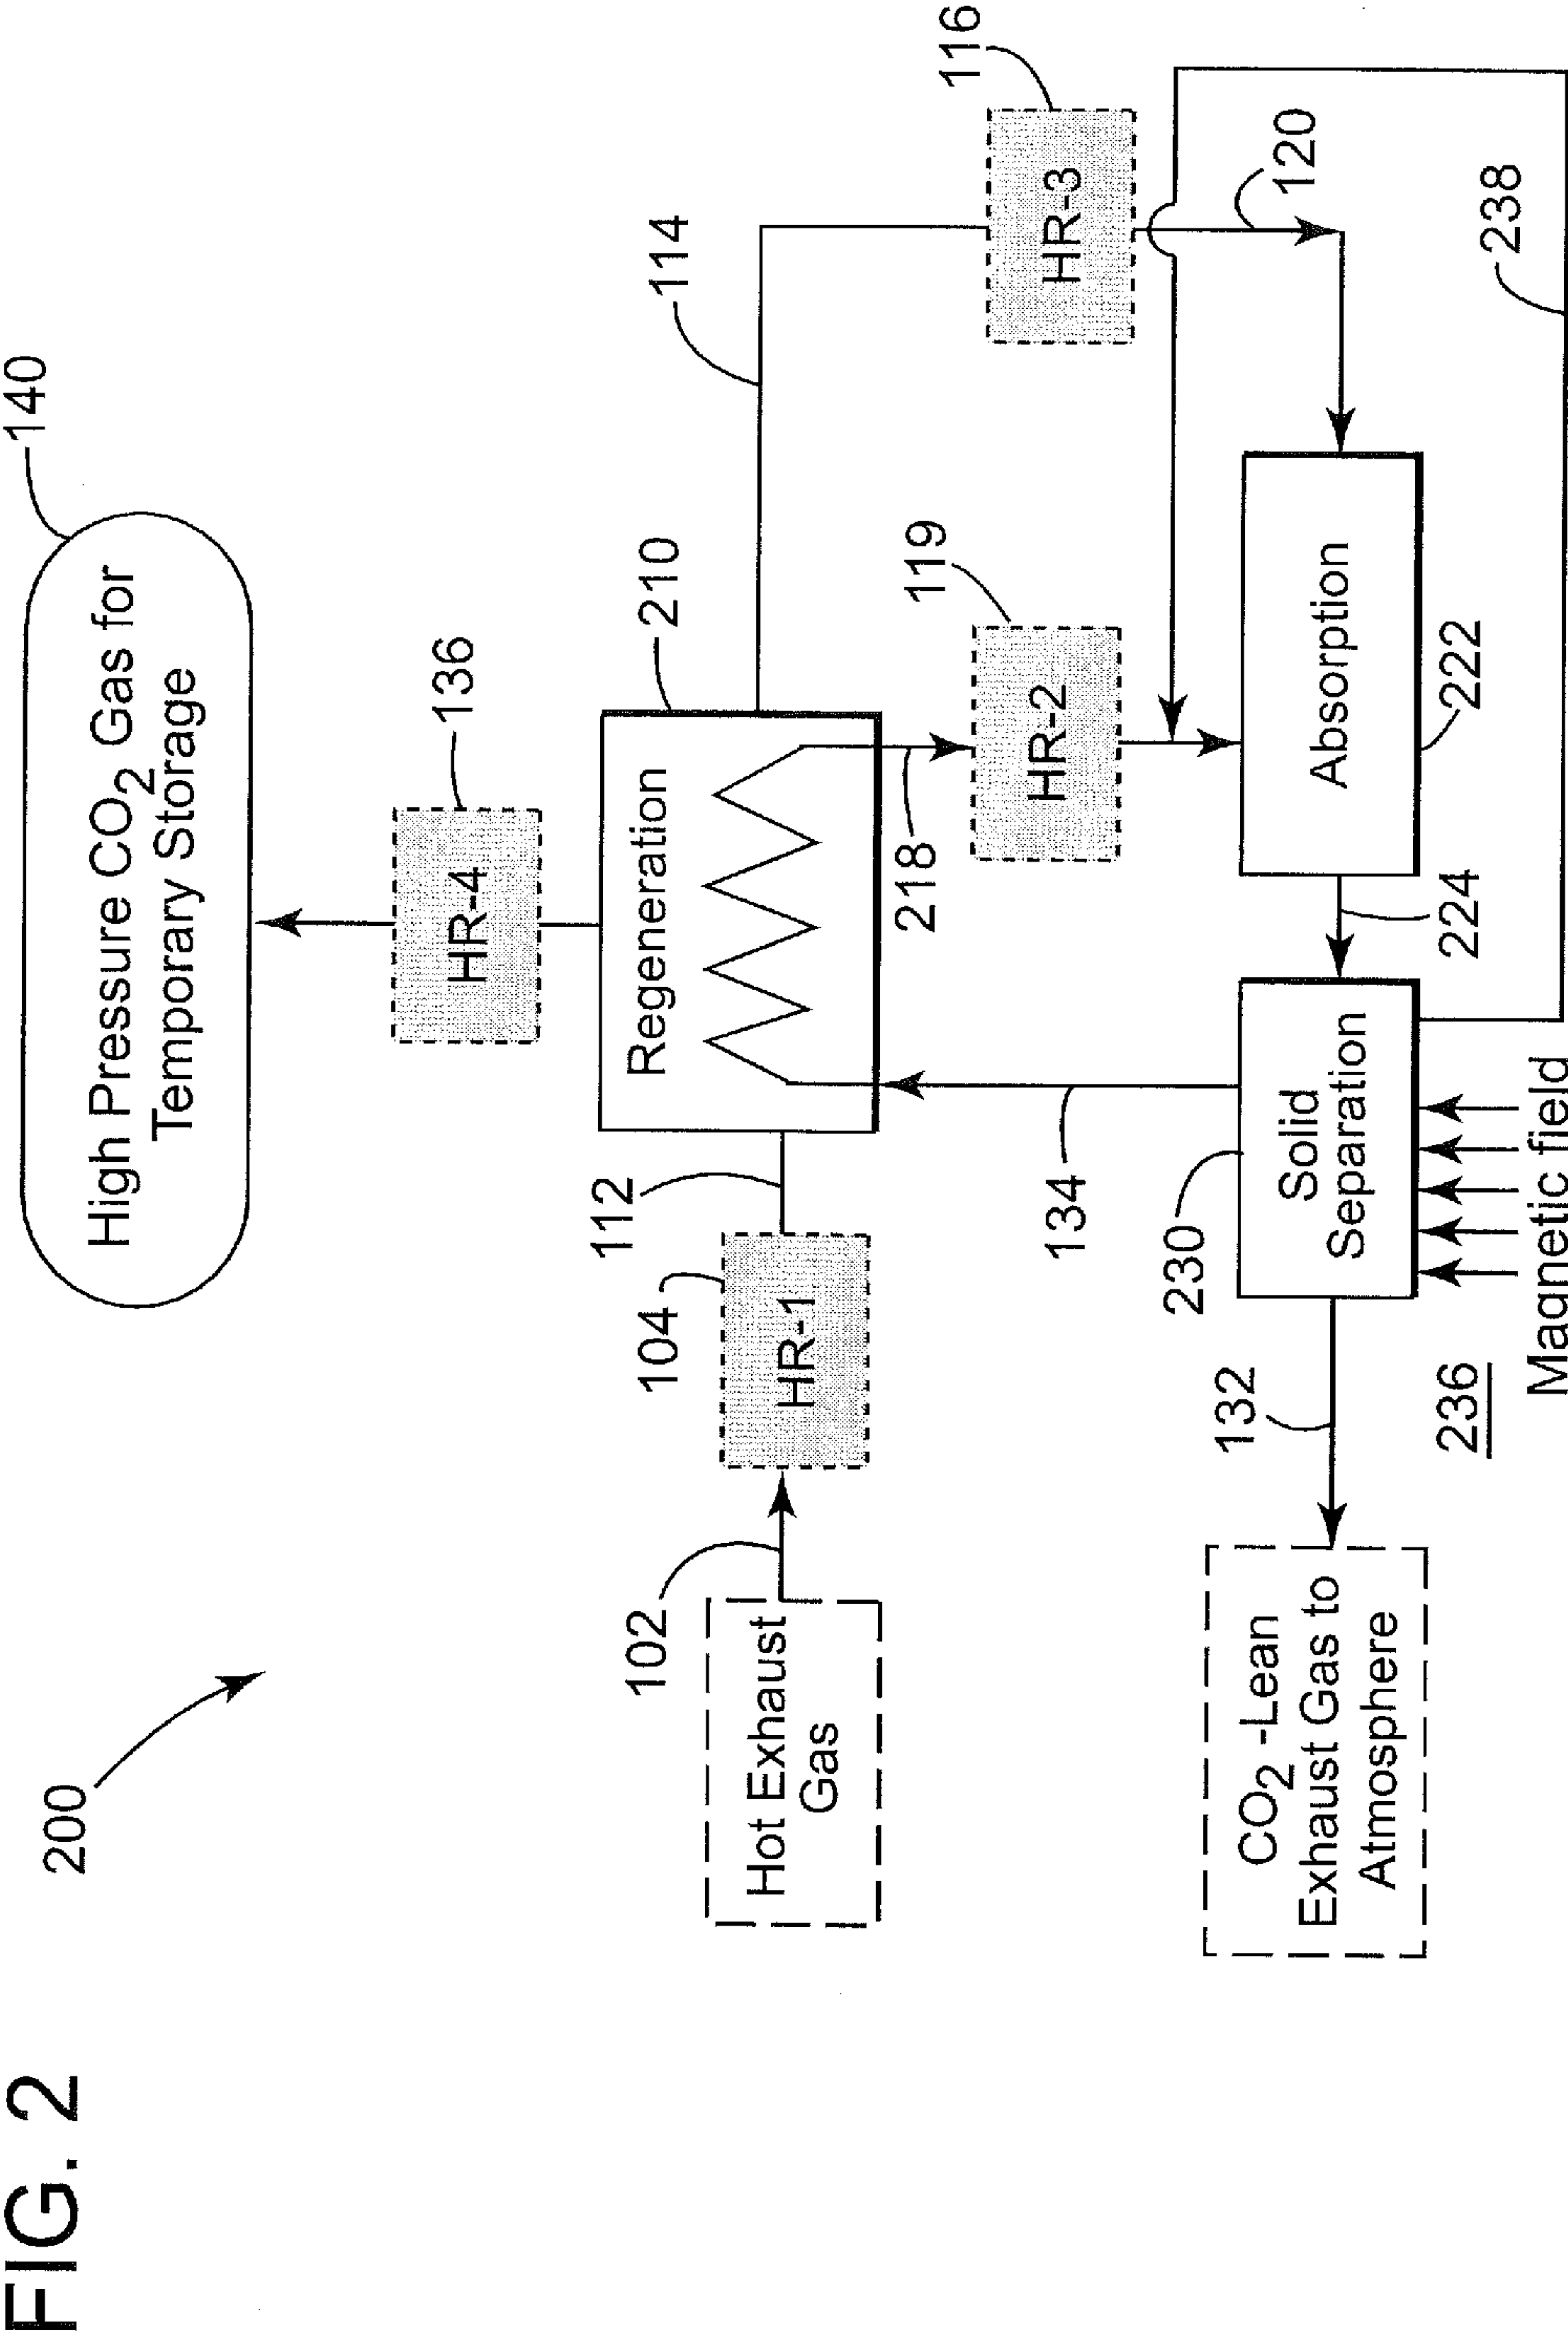 FIG. 2
200
High Pressure CO2 Gas for
Temporary Storage
140
HR-4
136
102
Hot Exhaust
Gas
104
HR-1
112
Regeneration
210
114
HR-3
116
218
HR-2
119
134
120
230
Solid
Separation
224
Absorption
222
238
132
CO2 -Lean
Exhaust Gas to
Atmosphere
236
Magnetic field